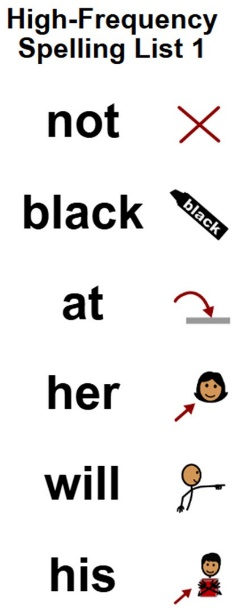 High-Frequency
Spelling List 1
not
black
black
at
her
will
his